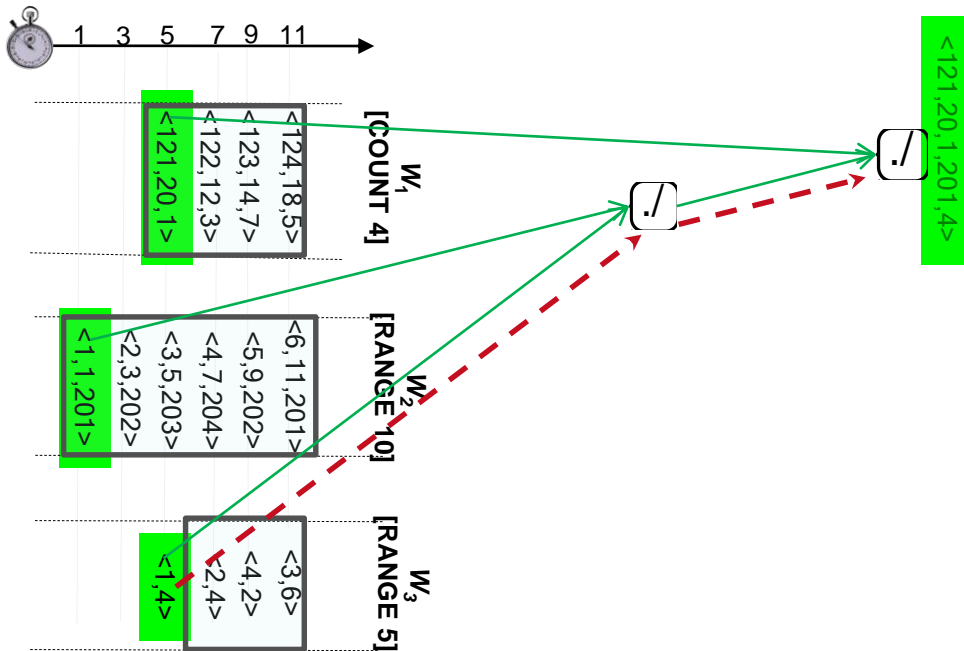 1 3 5 7 9 11
<121,20,1>
<122,12,3>
<123,14,7>
<124,18,5>
W1
[COUNT 4]
<1,1,201>
<2,3,202>
<3,5,203>
<4,7,204>
<5,9,202>
<6,11,201>
W2
[RANGE 10]
<1,4>
<2,4>
<4,2>
<3,6>
W3
[RANGE 5]
./
./
<121,20,1,201,4>